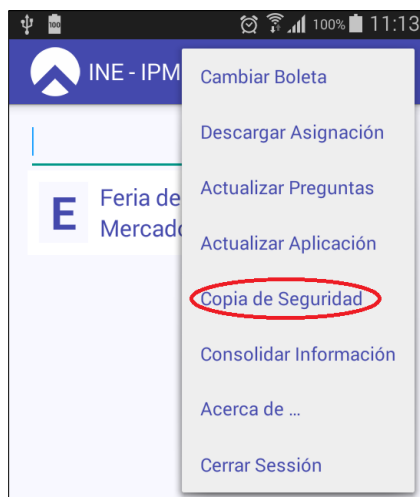 100
100% 11:13
INE - IPM
Cambiar Boleta
Descargar Asignación
Actualizar Preguntas
E Feria de
Mercado
Actualizar Aplicación
Copia de Seguridad
Consolidar Información
Acerca de ...
Cerrar Sessión